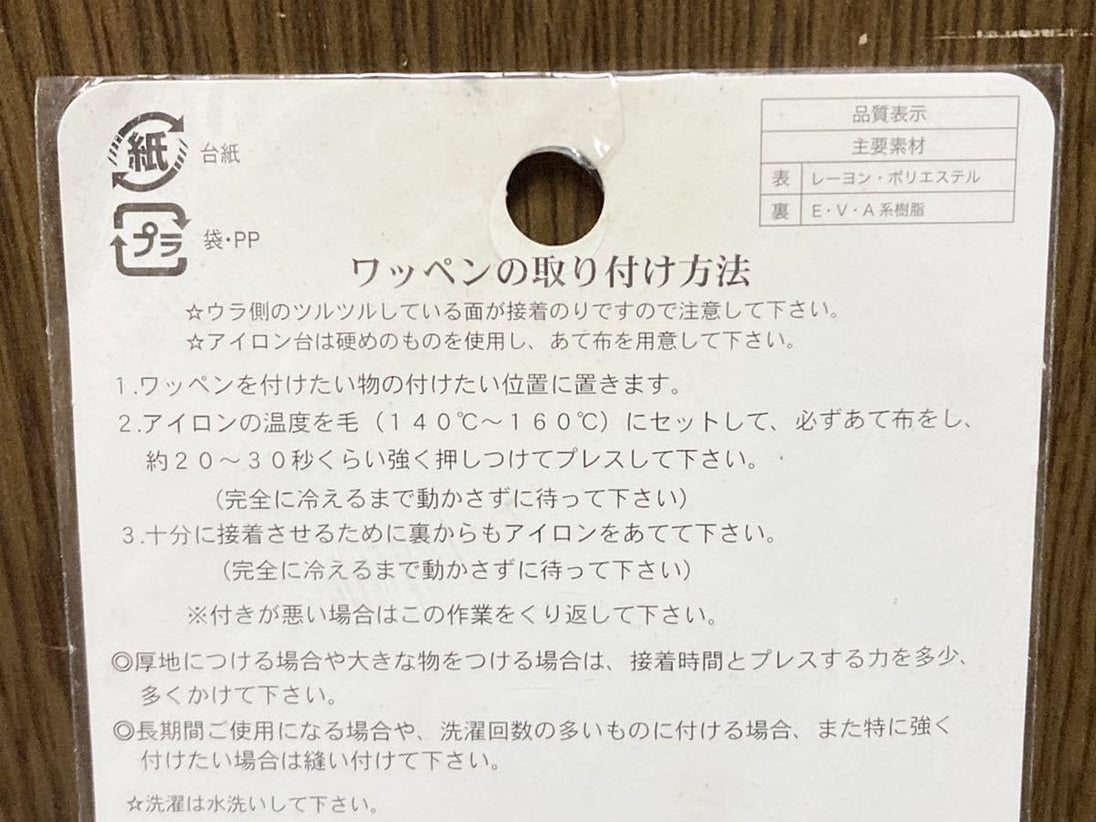 紙 台紙
プラ 袋・PP
品質表示
主要素材
表 レーヨン・ポリエステル
裏 E・V・A系樹脂
ワッペンの取り付け方法
☆ウラ側のツルツルしている面が接着のりですので注意して下さい。
☆アイロン台は硬めのものを使用し、あて布を用意して下さい。
1.ワッペンを付けたい物の付けたい位置に置きます。
2.アイロンの温度を毛（140℃〜160℃）にセットして、必ずあて布をし、
約20〜30秒くらい強く押しつけてプレスして下さい。
（完全に冷えるまで動かさずに待って下さい）
3.十分に接着させるために裏からもアイロンをあてて下さい。
（完全に冷えるまで動かさずに待って下さい）
※付きが悪い場合はこの作業をくり返して下さい。
◎厚地につける場合や大きな物をつける場合は、接着時間とプレスする力を多少、
多くかけて下さい。
◎長期間ご使用になる場合や、洗濯回数の多いものに付ける場合、また特に強く
付けたい場合は縫い付けて下さい。
☆洗濯は水洗いして下さい。